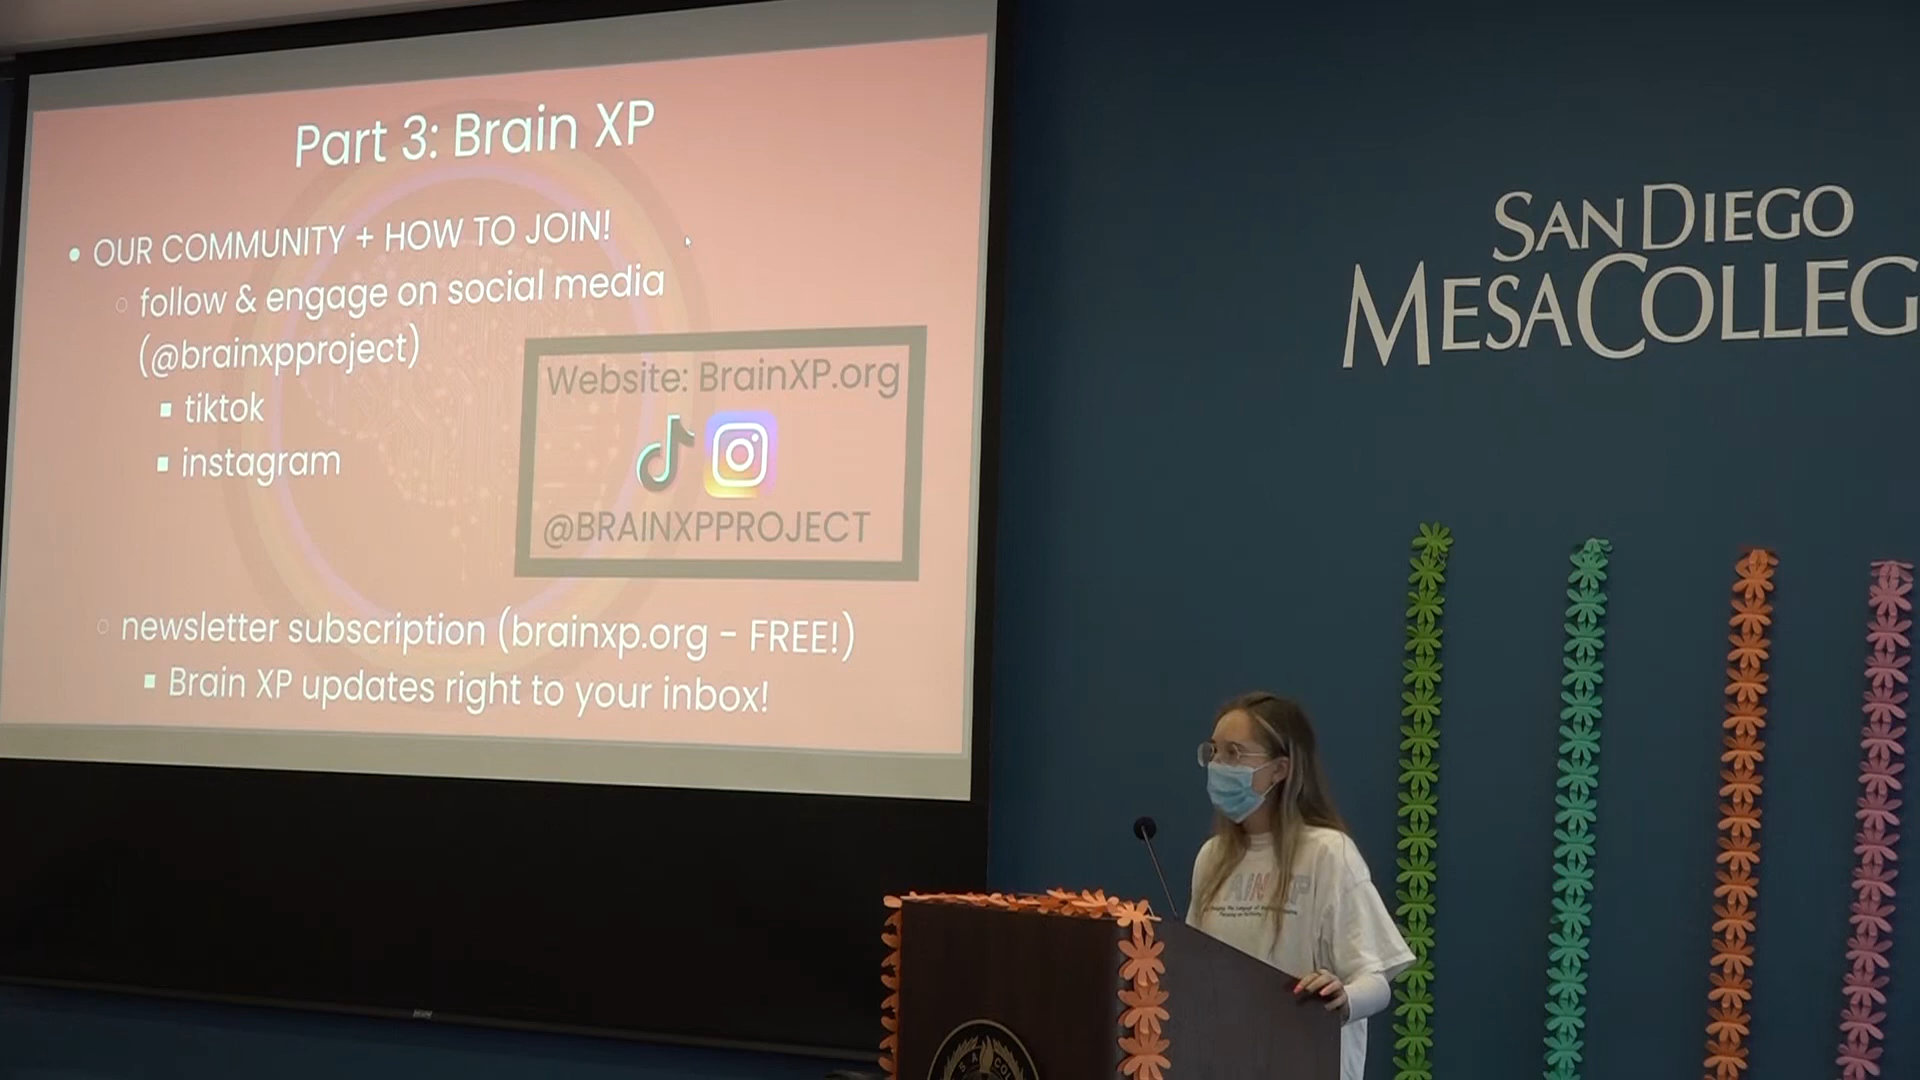 Part 3: Brain XP
OUR COMMUNITY + HOW TO JOIN!
follow & engage on social media
(@brainxpproject)
tiktok
instagram
Website: BrainXP.org
@BRAINXPPROJECT
newsletter subscription (brainxp.org - FREE!)
Brain XP updates right to your inbox!
SAN DIEGO
MESA COLLEG